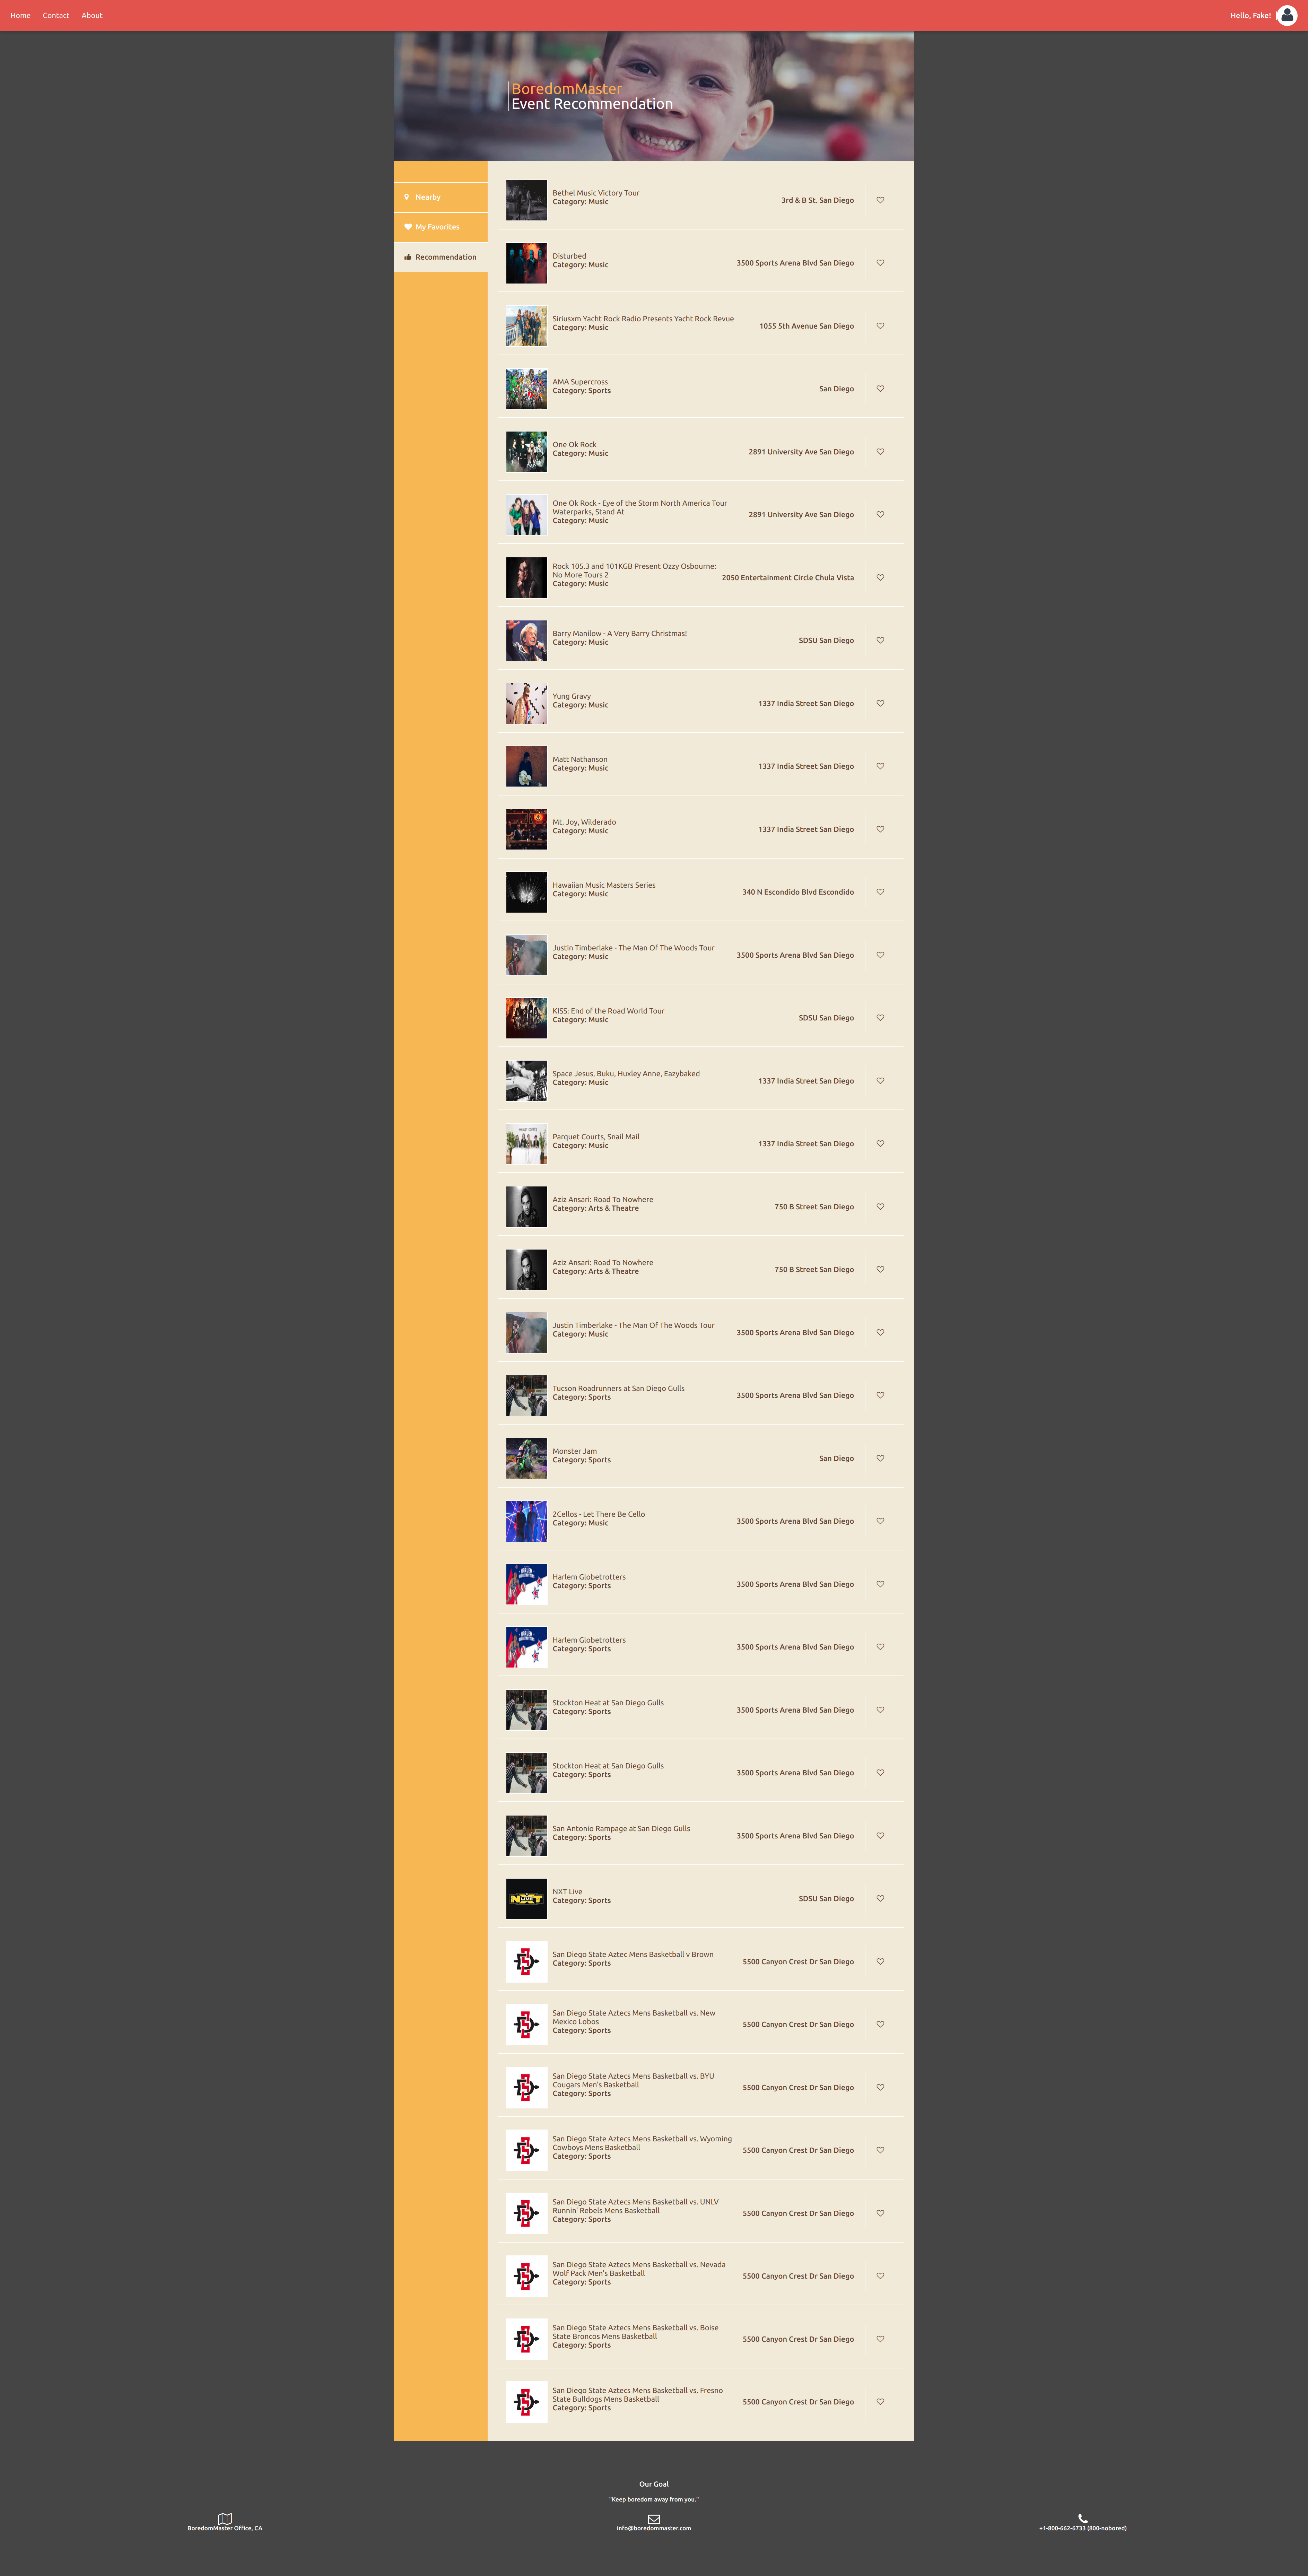 Home Contact About Hello, Fake!
BoredomMaster
Event Recommendation
Nearby
My Favorites
Recommendation
Bethel Music Victory Tour
Category: Music
3rd & B St. San Diego
Disturbed
Category: Music
3500 Sports Arena Blvd San Diego
Siriusxm Yacht Rock Radio Presents Yacht Rock Revue
Category: Music
1055 5th Avenue San Diego
AMA Supercross
Category: Sports
San Diego
One Ok Rock
Category: Music
2891 University Ave San Diego
One Ok Rock - Eye of the Storm North America Tour
Waterparks, Stand At
Category: Music
2891 University Ave San Diego
Rock 105.3 and 101KGB Present Ozzy Osbourne:
No More Tours 2
Category: Music
2050 Entertainment Circle Chula Vista
Barry Manilow - A Very Barry Christmas!
Category: Music
SDSU San Diego
Yung Gravy
Category: Music
1337 India Street San Diego
Matt Nathanson
Category: Music
1337 India Street San Diego
Mt. Joy, Wilderado
Category: Music
1337 India Street San Diego
Hawaiian Music Masters Series
Category: Music
340 N Escondido Blvd Escondido
Justin Timberlake - The Man Of The Woods Tour
Category: Music
3500 Sports Arena Blvd San Diego
KISS: End of the Road World Tour
Category: Music
SDSU San Diego
Space Jesus, Buku, Huxley Anne, Eazybaked
Category: Music
1337 India Street San Diego
Parquet Courts, Snail Mail
Category: Music
1337 India Street San Diego
Aziz Ansari: Road To Nowhere
Category: Arts & Theatre
750 B Street San Diego
Aziz Ansari: Road To Nowhere
Category: Arts & Theatre
750 B Street San Diego
Justin Timberlake - The Man Of The Woods Tour
Category: Music
3500 Sports Arena Blvd San Diego
Tucson Roadrunners at San Diego Gulls
Category: Sports
3500 Sports Arena Blvd San Diego
Monster Jam
Category: Sports
San Diego
2Cellos - Let There Be Cello
Category: Music
3500 Sports Arena Blvd San Diego
Harlem Globetrotters
Category: Sports
3500 Sports Arena Blvd San Diego
Harlem Globetrotters
Category: Sports
3500 Sports Arena Blvd San Diego
Stockton Heat at San Diego Gulls
Category: Sports
3500 Sports Arena Blvd San Diego
Stockton Heat at San Diego Gulls
Category: Sports
3500 Sports Arena Blvd San Diego
San Antonio Rampage at San Diego Gulls
Category: Sports
3500 Sports Arena Blvd San Diego
NXT
NXT Live
Category: Sports
SDSU San Diego
San Diego State Aztec Mens Basketball v Brown
Category: Sports
5500 Canyon Crest Dr San Diego
San Diego State Aztecs Mens Basketball vs. New
Mexico Lobos
Category: Sports
5500 Canyon Crest Dr San Diego
San Diego State Aztecs Mens Basketball vs. BYU
Cougars Men's Basketball
Category: Sports
5500 Canyon Crest Dr San Diego
San Diego State Aztecs Mens Basketball vs. Wyoming
Cowboys Mens Basketball
Category: Sports
5500 Canyon Crest Dr San Diego
San Diego State Aztecs Mens Basketball vs. UNLV
Runnin' Rebels Mens Basketball
Category: Sports
5500 Canyon Crest Dr San Diego
San Diego State Aztecs Mens Basketball vs. Nevada
Wolf Pack Men's Basketball
Category: Sports
5500 Canyon Crest Dr San Diego
San Diego State Aztecs Mens Basketball vs. Boise
State Broncos Mens Basketball
Category: Sports
5500 Canyon Crest Dr San Diego
San Diego State Aztecs Mens Basketball vs. Fresno
State Bulldogs Mens Basketball
Category: Sports
5500 Canyon Crest Dr San Diego
Our Goal
"Keep boredom away from you."
BoredomMaster Office, CA
info@boredommaster.com
+1-800-662-6733 (800-nobored)